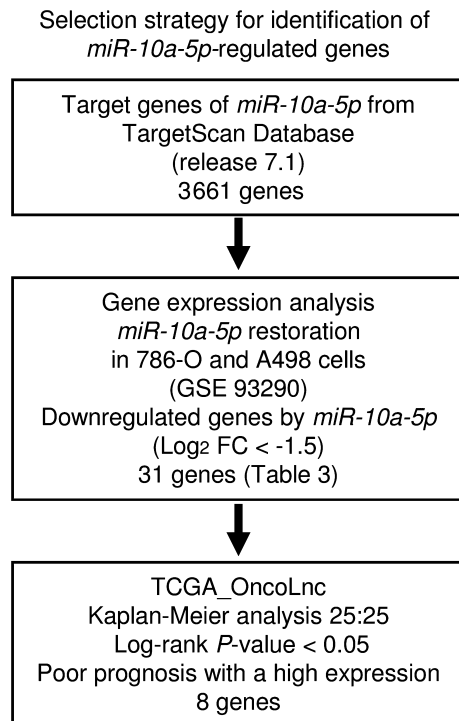 Selection strategy for identification of
miR-10a-5p-regulated genes
Target genes of miR-10a-5p from
TargetScan Database
(release 7.1)
3661 genes
Gene expression analysis
miR-10a-5p restoration
in 786-O and A498 cells
(GSE 93290)
Downregulated genes by miR-10a-5p
(Log2 FC < -1.5)
31 genes (Table 3)
TCGA_OncoLnc
Kaplan-Meier analysis 25:25
Log-rank P-value < 0.05
Poor prognosis with a high expression
8 genes